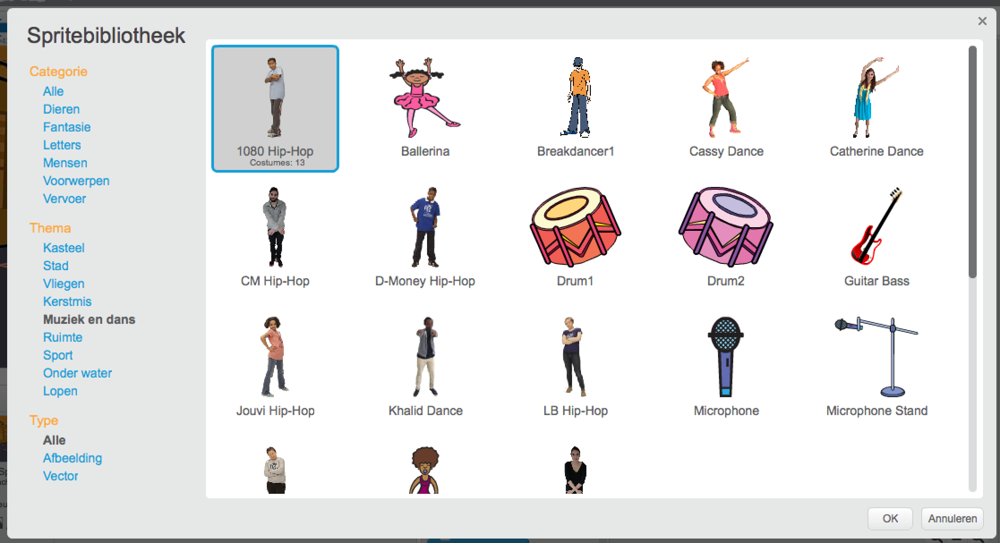 Spritebibliotheek
Categorie
Alle
Dieren
Fantasie
Letters
Mensen
Voorwerpen
Vervoer
Thema
Kasteel
Stad
Vliegen
Kerstmis
Muziek en dans
Ruimte
Sport
Onder water
Lopen
Type
Alle
Afbeelding
Vector
1080 Hip-Hop
Costumes: 13
Ballerina
Breakdancer1
Cassy Dance
Catherine Dance
CM Hip-Hop
D-Money Hip-Hop
Drum1
Drum2
Guitar Bass
Jouvi Hip-Hop
Khalid Dance
LB Hip-Hop
Microphone
Microphone Stand
OK
Annuleren